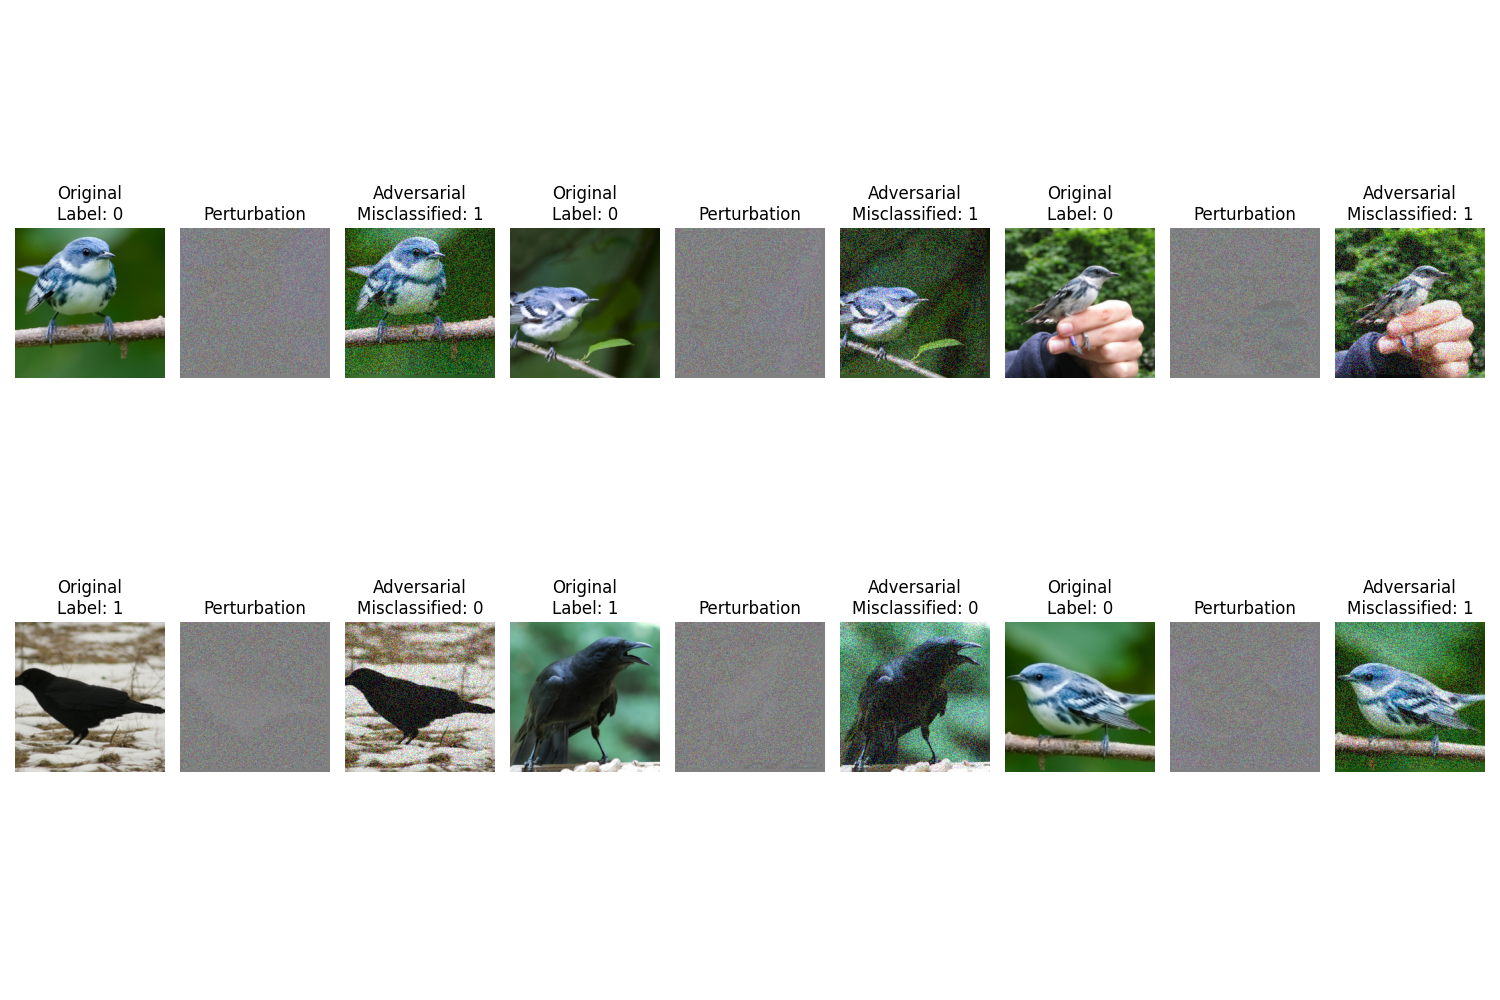 Original
Label: 0
Perturbation
Adversarial
Misclassified: 1
Original
Label: 0
Perturbation
Adversarial
Misclassified: 1
Original
Label: 0
Perturbation
Adversarial
Misclassified: 1
Original
Label: 1
Perturbation
Adversarial
Misclassified: 0
Original
Label: 1
Perturbation
Adversarial
Misclassified: 0
Original
Label: 0
Perturbation
Adversarial
Misclassified: 1